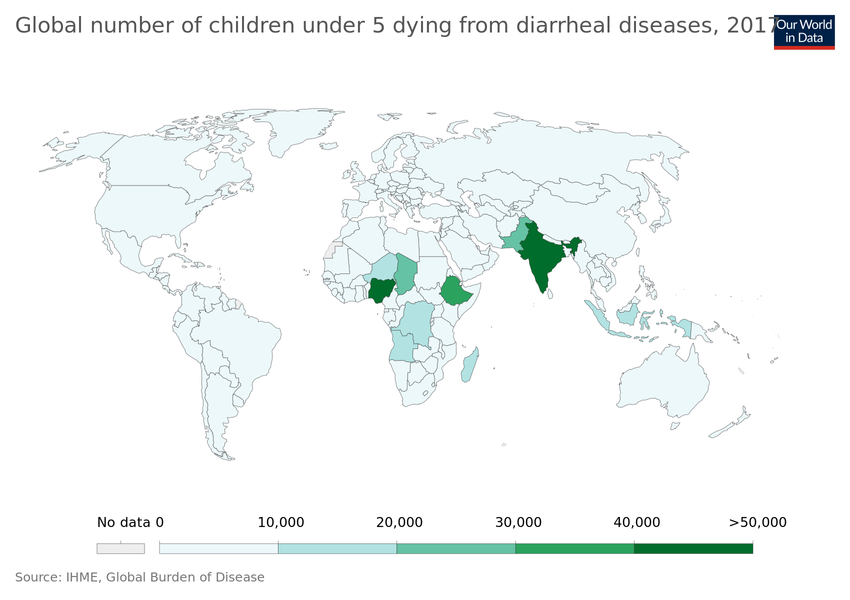 Global number of children under 5 dying from diarrheal diseases, 2017
Our World
in Data
No data 0 10,000 20,000 30,000 40,000 >50,000
Source: IHME, Global Burden of Disease